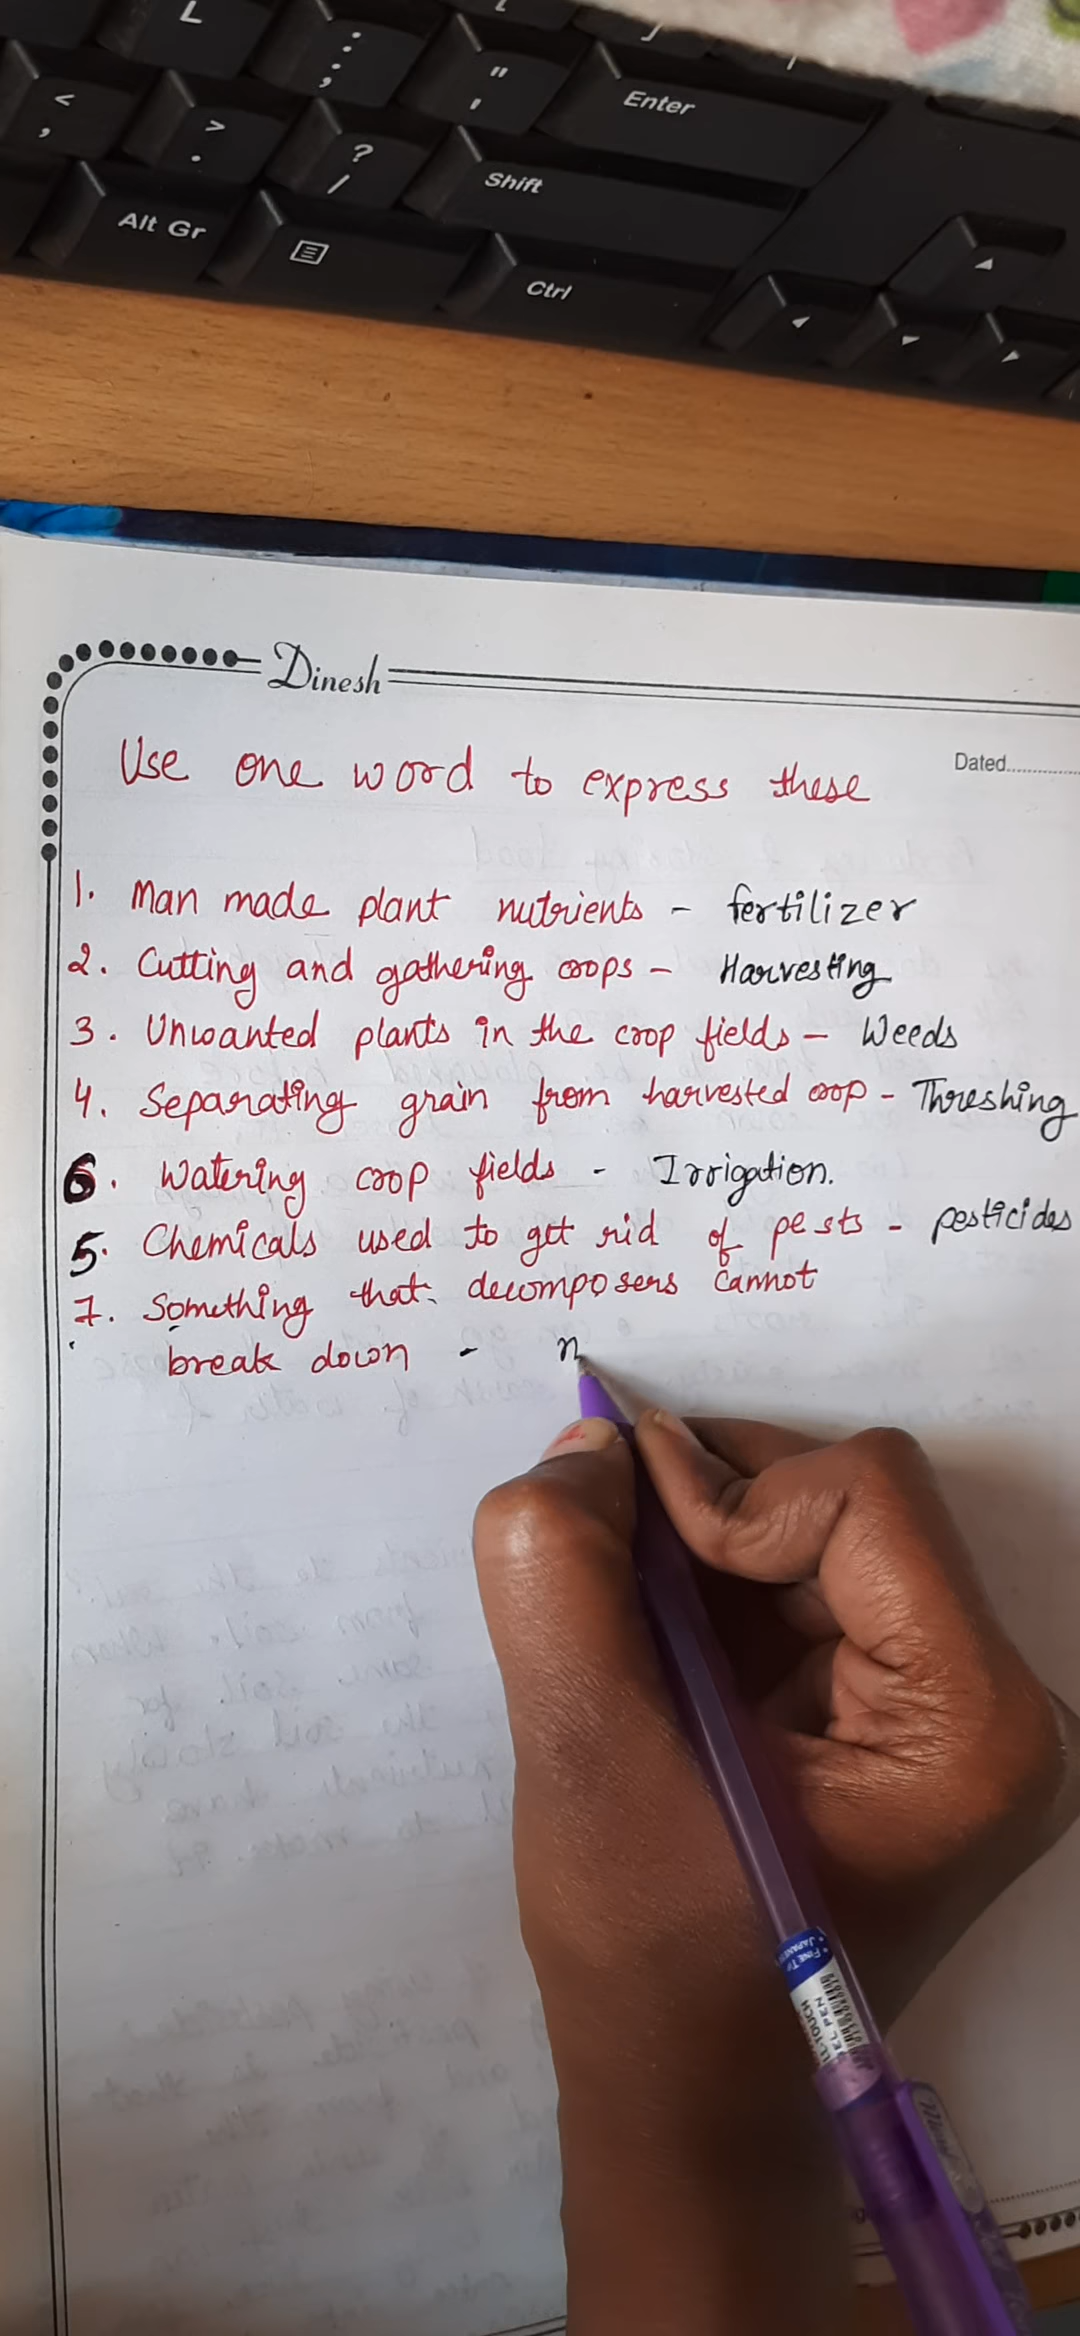 L
:
;
"
'
Enter
<
,
>
.
?
/
Shift
Alt Gr
Ctrl
Dinesh
Dated
Use one word to express these
1. Man made plant nutrients - fertilizer
2. Cutting and gathering crops - Harvesting
3. Unwanted plants in the crop fields - Weeds
4. Separating grain from harvested crop - Threshing
6. Watering crop fields - Irrigation.
5. Chemicals used to get rid of pests - pesticides
7. Something that decomposers cannot
break down - n
FINE TIP